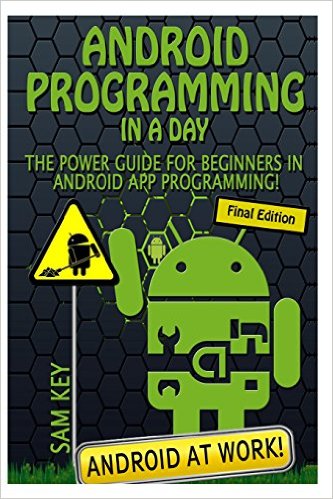 ANDROID
PROGRAMMING
IN A DAY
THE POWER GUIDE FOR BEGINNERS IN
ANDROID APP PROGRAMMING!
Final Edition
SAM KEY
ANDROID AT WORK!